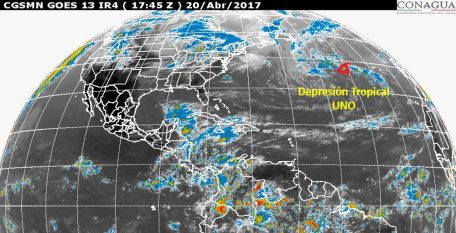 CGSMN GOES 13 IR4 ( 17:45 Z ) 20/Abr/2017
CONAGUA
Depresión Tropical
UNO